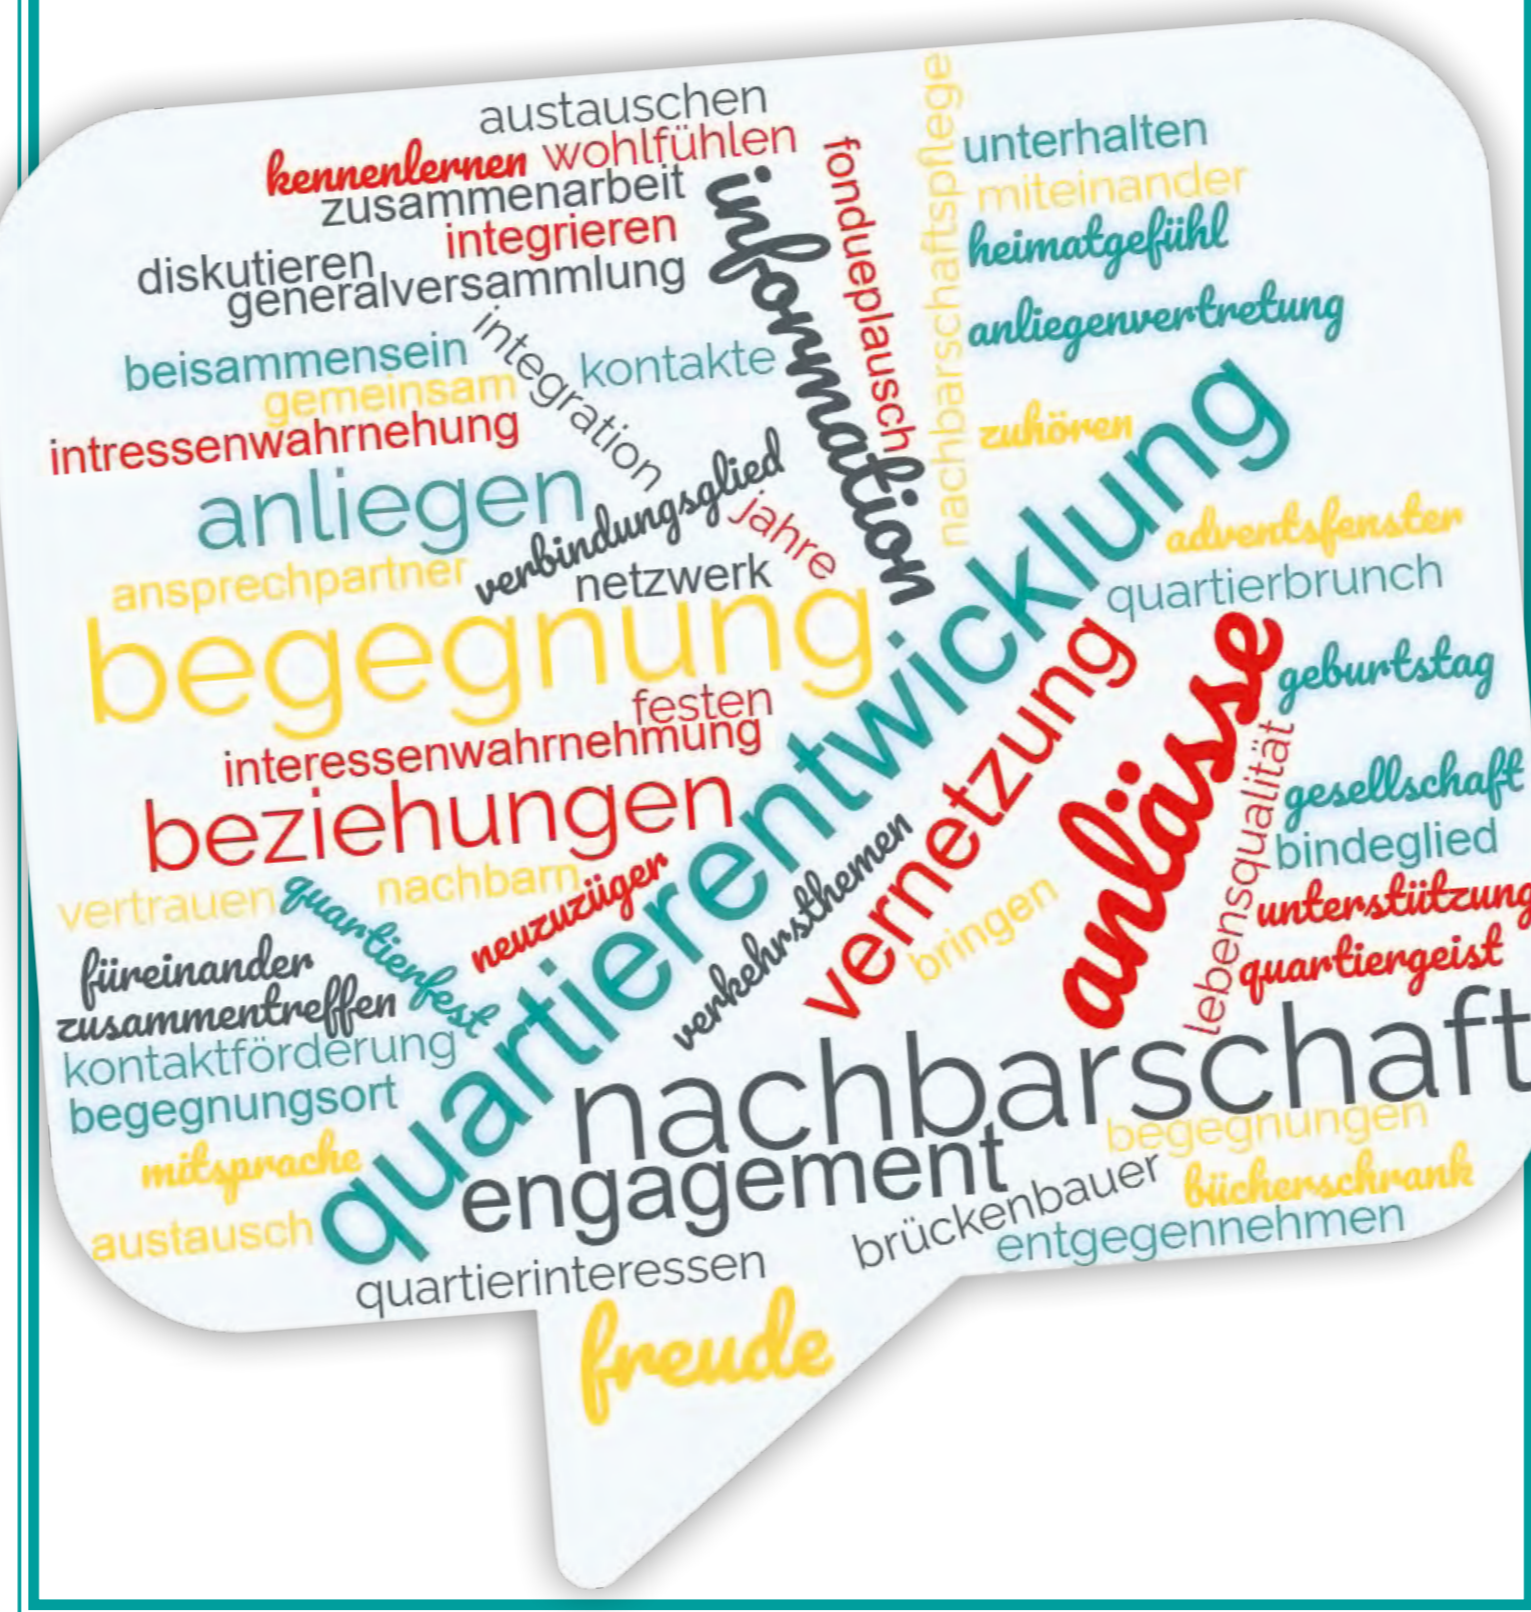 austauschen
kennenlernen
wohlfühlen
zusammenarbeit
integrieren
diskutieren
generalversammlung
information
fondueplausch
nachbarschaftspflege
unterhalten
miteinander
heimatgefühl
anliegenvertretung
zuhören
beisammensein
gemeinsam
intressenwahrnehung
integration
kontakte
anliegen
verbindungsglied
jahre
ansprechpartner
netzwerk
begegnung
festen
interessenwahrnehmung
beziehungen
quartierentwicklung
adventsfenster
quartierbrunch
vernetzung
anlässe
geburtstag
lebensqualität
gesellschaft
bindeglied
unterstützung
quartiergeist
vertrauen
nachbarn
quartierfest
neuzuzüger
verkehrsthemen
bringen
füreinander
zusammentreffen
kontaktförderung
begegnungsort
nachbarschaft
mitsprache
engagement
begegnungen
brückenbauer
bücherschrank
austausch
entgegennehmen
quartierinteressen
freude